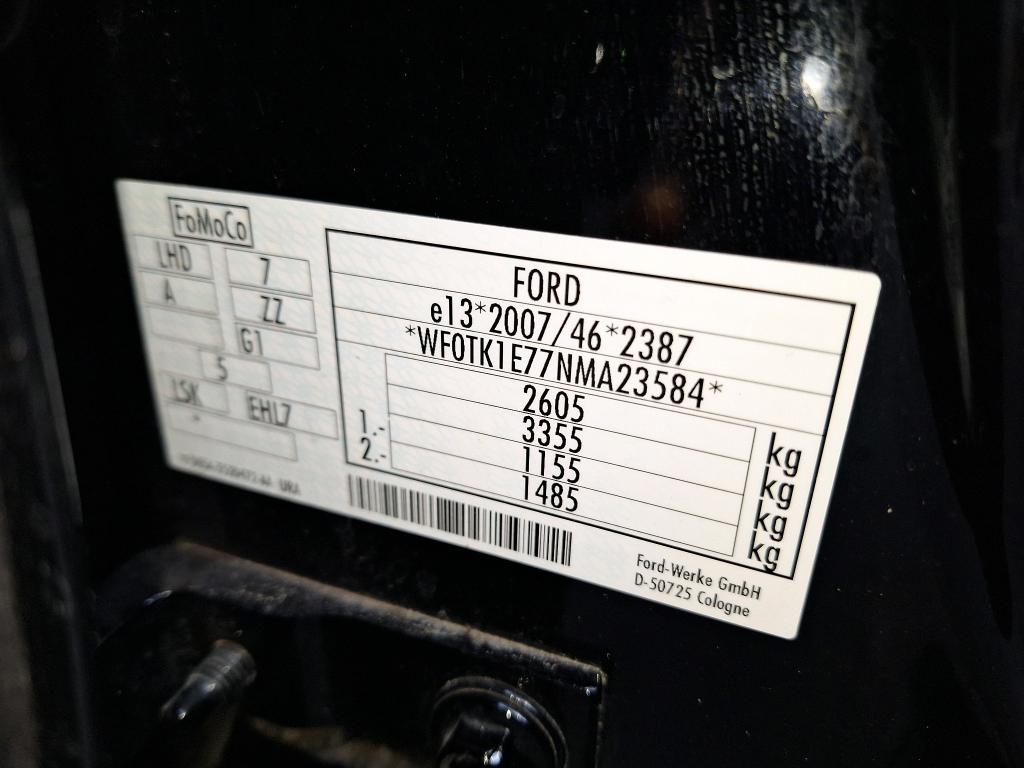 FoMoCo
LHD 7
A ZZ
G1
5
LSK EHL7
FORD
e13*2007/46*2387
*WF0TK1E77NMA23584*
2605 kg
3355 kg
1.- 1155 kg
2.- 1485 kg
URA
Ford-Werke GmbH
D-50725 Cologne